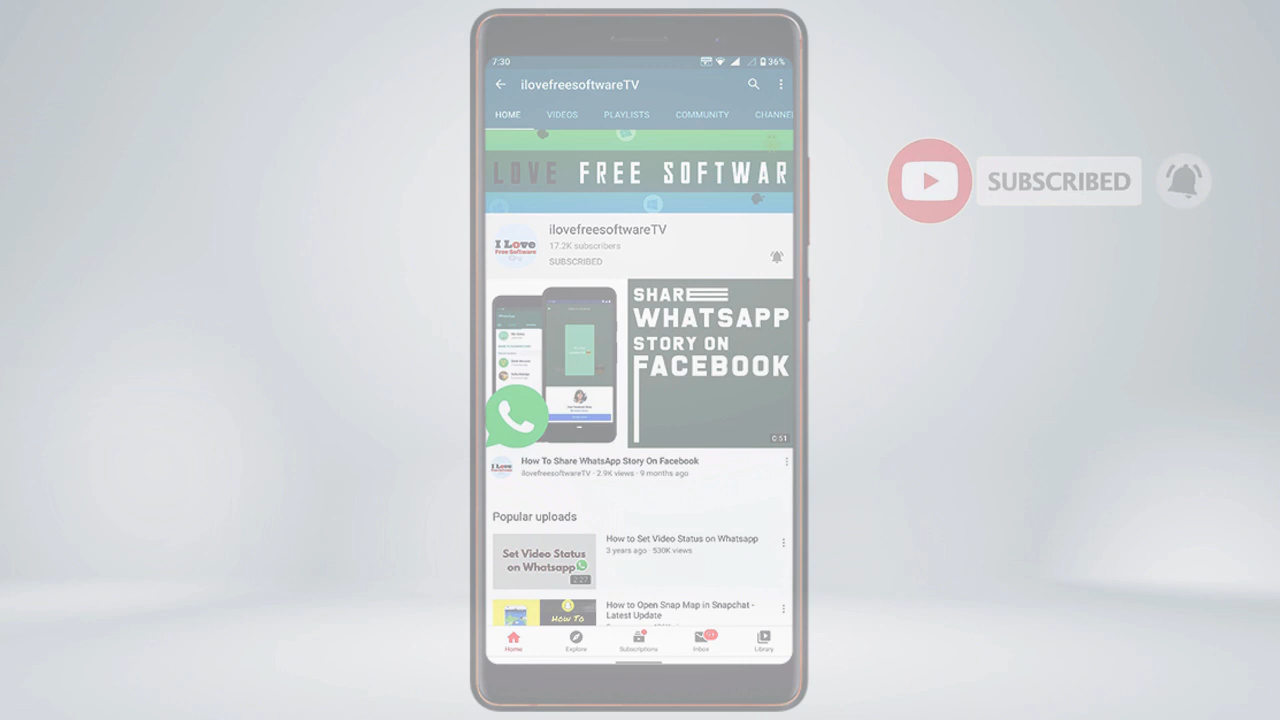 7:30
36%
ilovefreesoftwareTV
HOME VIDEOS PLAYLISTS COMMUNITY CHANNE
LOVE FREE SOFTWAR
SUBSCRIBED
I Love
Free Software
ilovefreesoftwareTV
17.2K subscribers
SUBSCRIBED
SHARE
WHATSAPP
STORY ON
FACEBOOK
0:51
How To Share WhatsApp Story On Facebook
ilovefreesoftwareTV · 2.9K views · 9 months ago
Popular uploads
Set Video Status
on Whatsapp
2:27
How to Set Video Status on Whatsapp
3 years ago · 530K views
HOW TO
How to Open Snap Map in Snapchat -
Latest Update
Home Explore Subscriptions Inbox Library